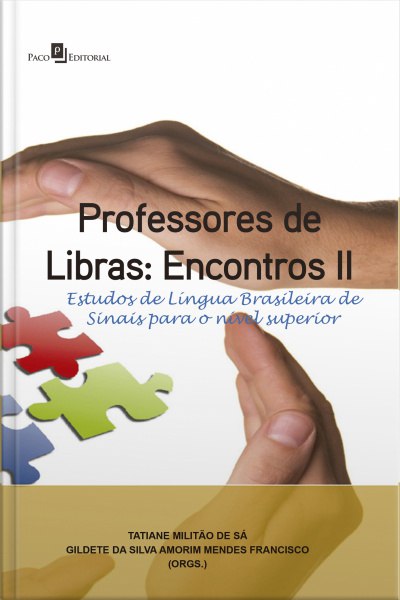 PACO EDITORIAL
Professores de
Libras: Encontros II
Estudos de Língua Brasileira de
Sinais para o nível superior
TATIANE MILITÃO DE SÁ
GILDETE DA SILVA AMORIM MENDES FRANCISCO
(ORGS.)